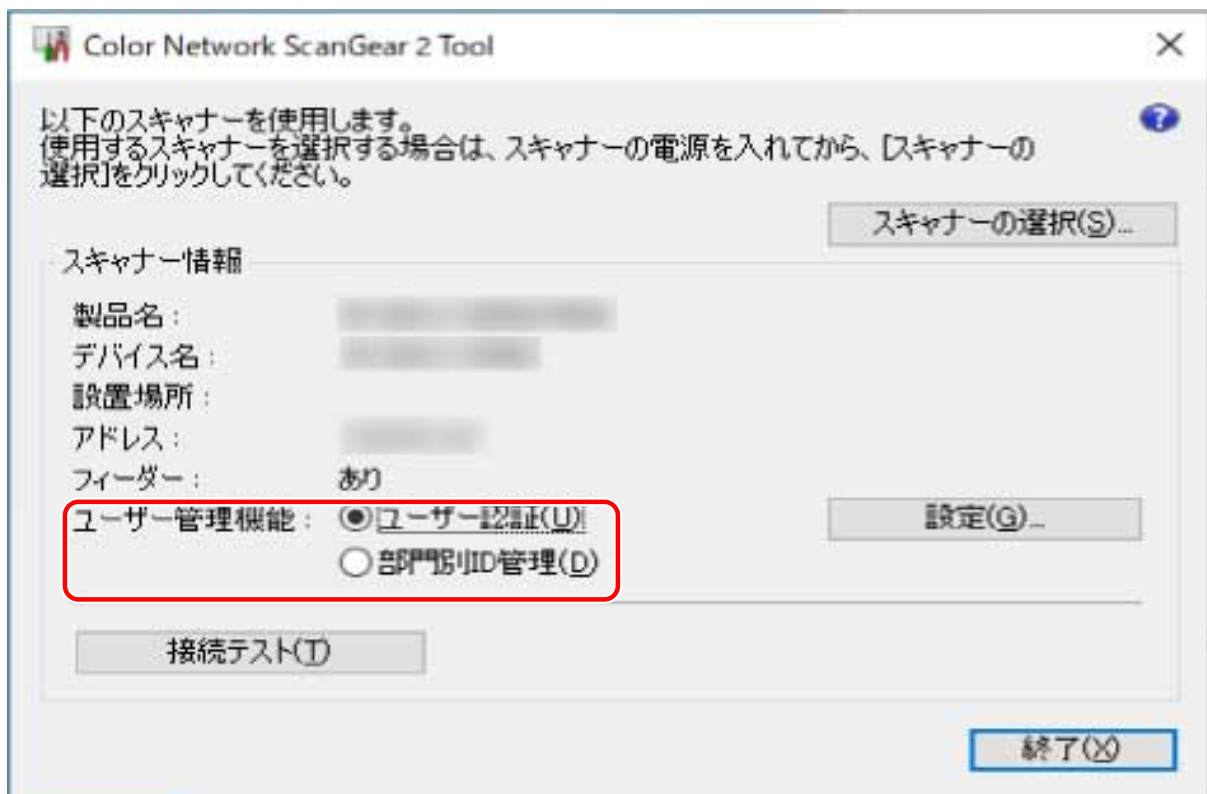 Color Network ScanGear 2 Tool
以下のスキャナーを使用します。
使用するスキャナーを選択する場合は、スキャナーの電源を入れてから、[スキャナーの
選択]をクリックしてください。
スキャナーの選択(S)...
スキャナー情報
製品名：
デバイス名：
設置場所：
アドレス：
フィーダー： あり
ユーザー管理機能： ユーザー認証(U) 設定(G)...
部門別ID管理(D)
接続テスト(T)
終了(X)